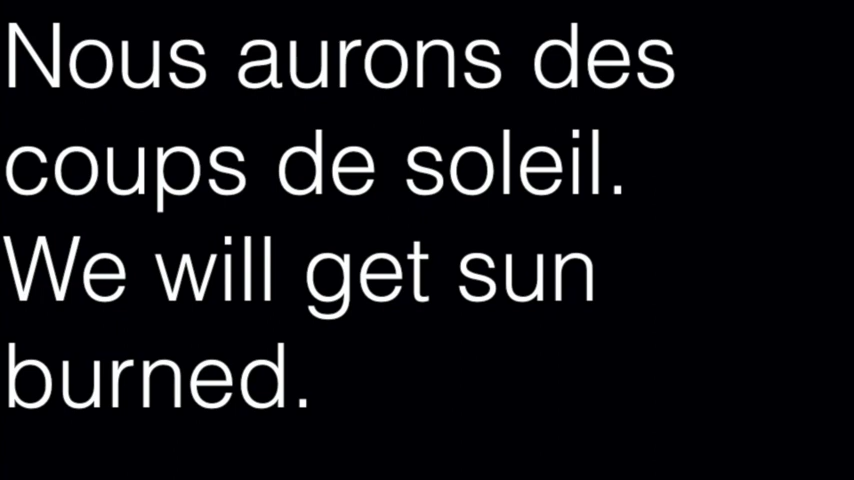 Nous aurons des
coups de soleil.
We will get sun
burned.